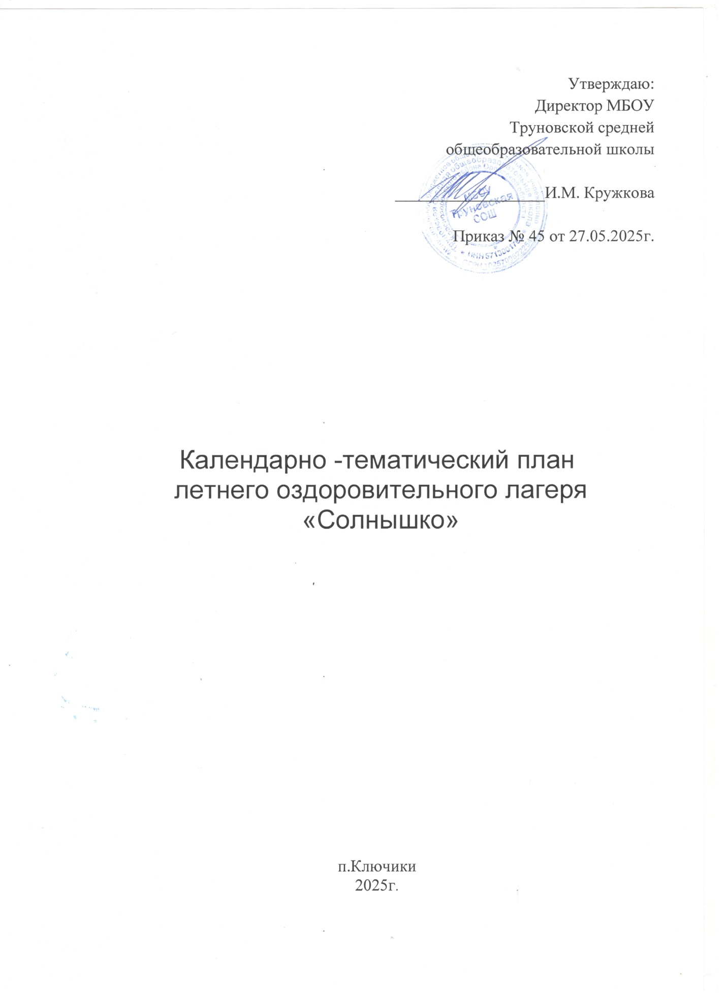 Утверждаю:
Директор МБОУ
Труновской средней
общеобразовательной школы
И.М. Кружкова
МБОУ
Труновская
СОШ
Приказ № 45 от 27.05.2025г.
Календарно -тематический план
летнего оздоровительного лагеря
«Солнышко»
п.Ключики
2025г.